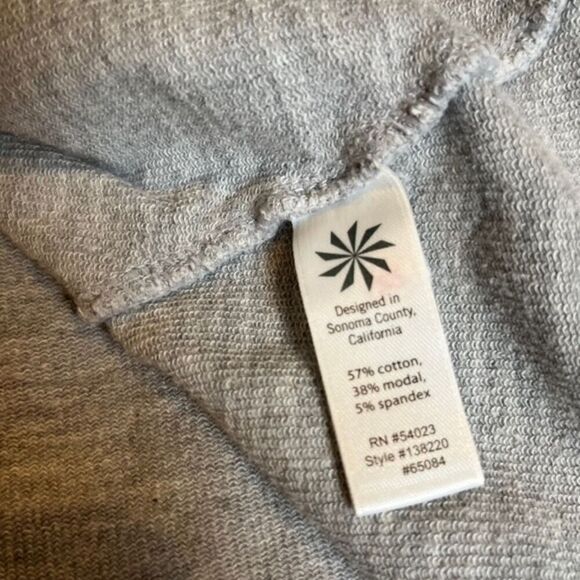 Designed in
Sonoma County,
California
57% cotton,
38% modal,
5% spandex
RN #54023
Style #138220
#65084